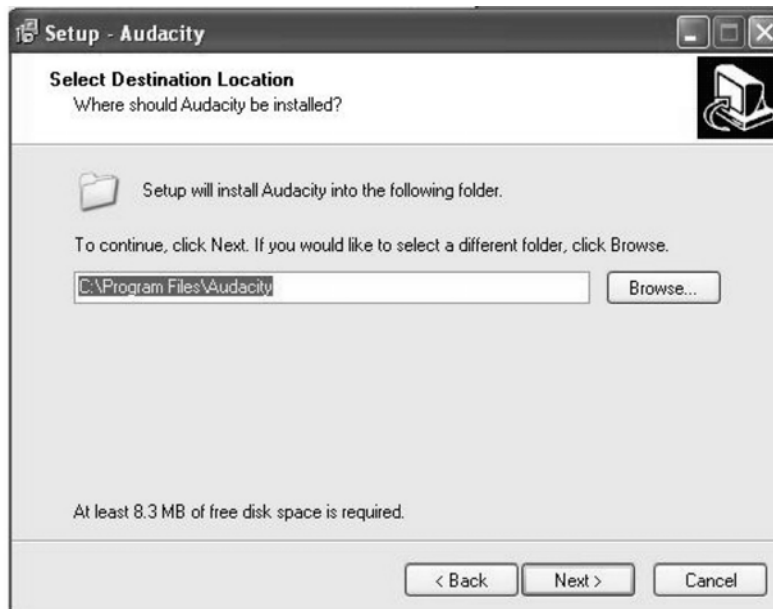 Setup - Audacity
Select Destination Location
Where should Audacity be installed?
Setup will install Audacity into the following folder.
To continue, click Next. If you would like to select a different folder, click Browse.
C:\Program Files\Audacity
Browse...
At least 8.3 MB of free disk space is required.
< Back
Next >
Cancel